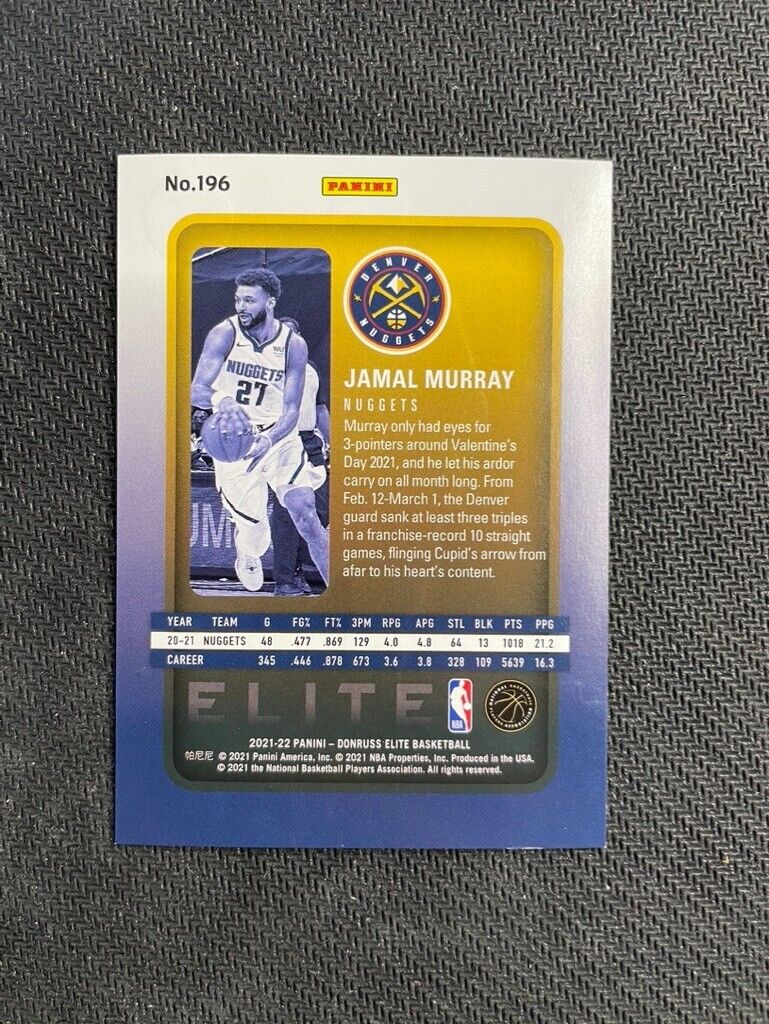 No.196
PANINI
DENVER NUGGETS
NUGGETS
27
JAMAL MURRAY
NUGGETS
Murray only had eyes for
3-pointers around Valentine's
Day 2021, and he let his ardor
carry on all month long. From
Feb. 12-March 1, the Denver
guard sank at least three triples
in a franchise-record 10 straight
games, flinging Cupid's arrow from
afar to his heart's content.
YEAR TEAM G FG% FT% 3PM RPG APG STL BLK PTS PPG
20-21 NUGGETS 48 .477 .869 129 4.0 4.8 64 13 1018 21.2
CAREER 345 .446 .878 673 3.6 3.8 328 109 5639 16.3
ELITE
NBA
NATIONAL BASKETBALL PLAYERS ASSOCIATION
2021-22 PANINI – DONRUSS ELITE BASKETBALL
帕尼尼 © 2021 Panini America, Inc. © 2021 NBA Properties, Inc. Produced in the USA.
© 2021 the National Basketball Players Association. All rights reserved.